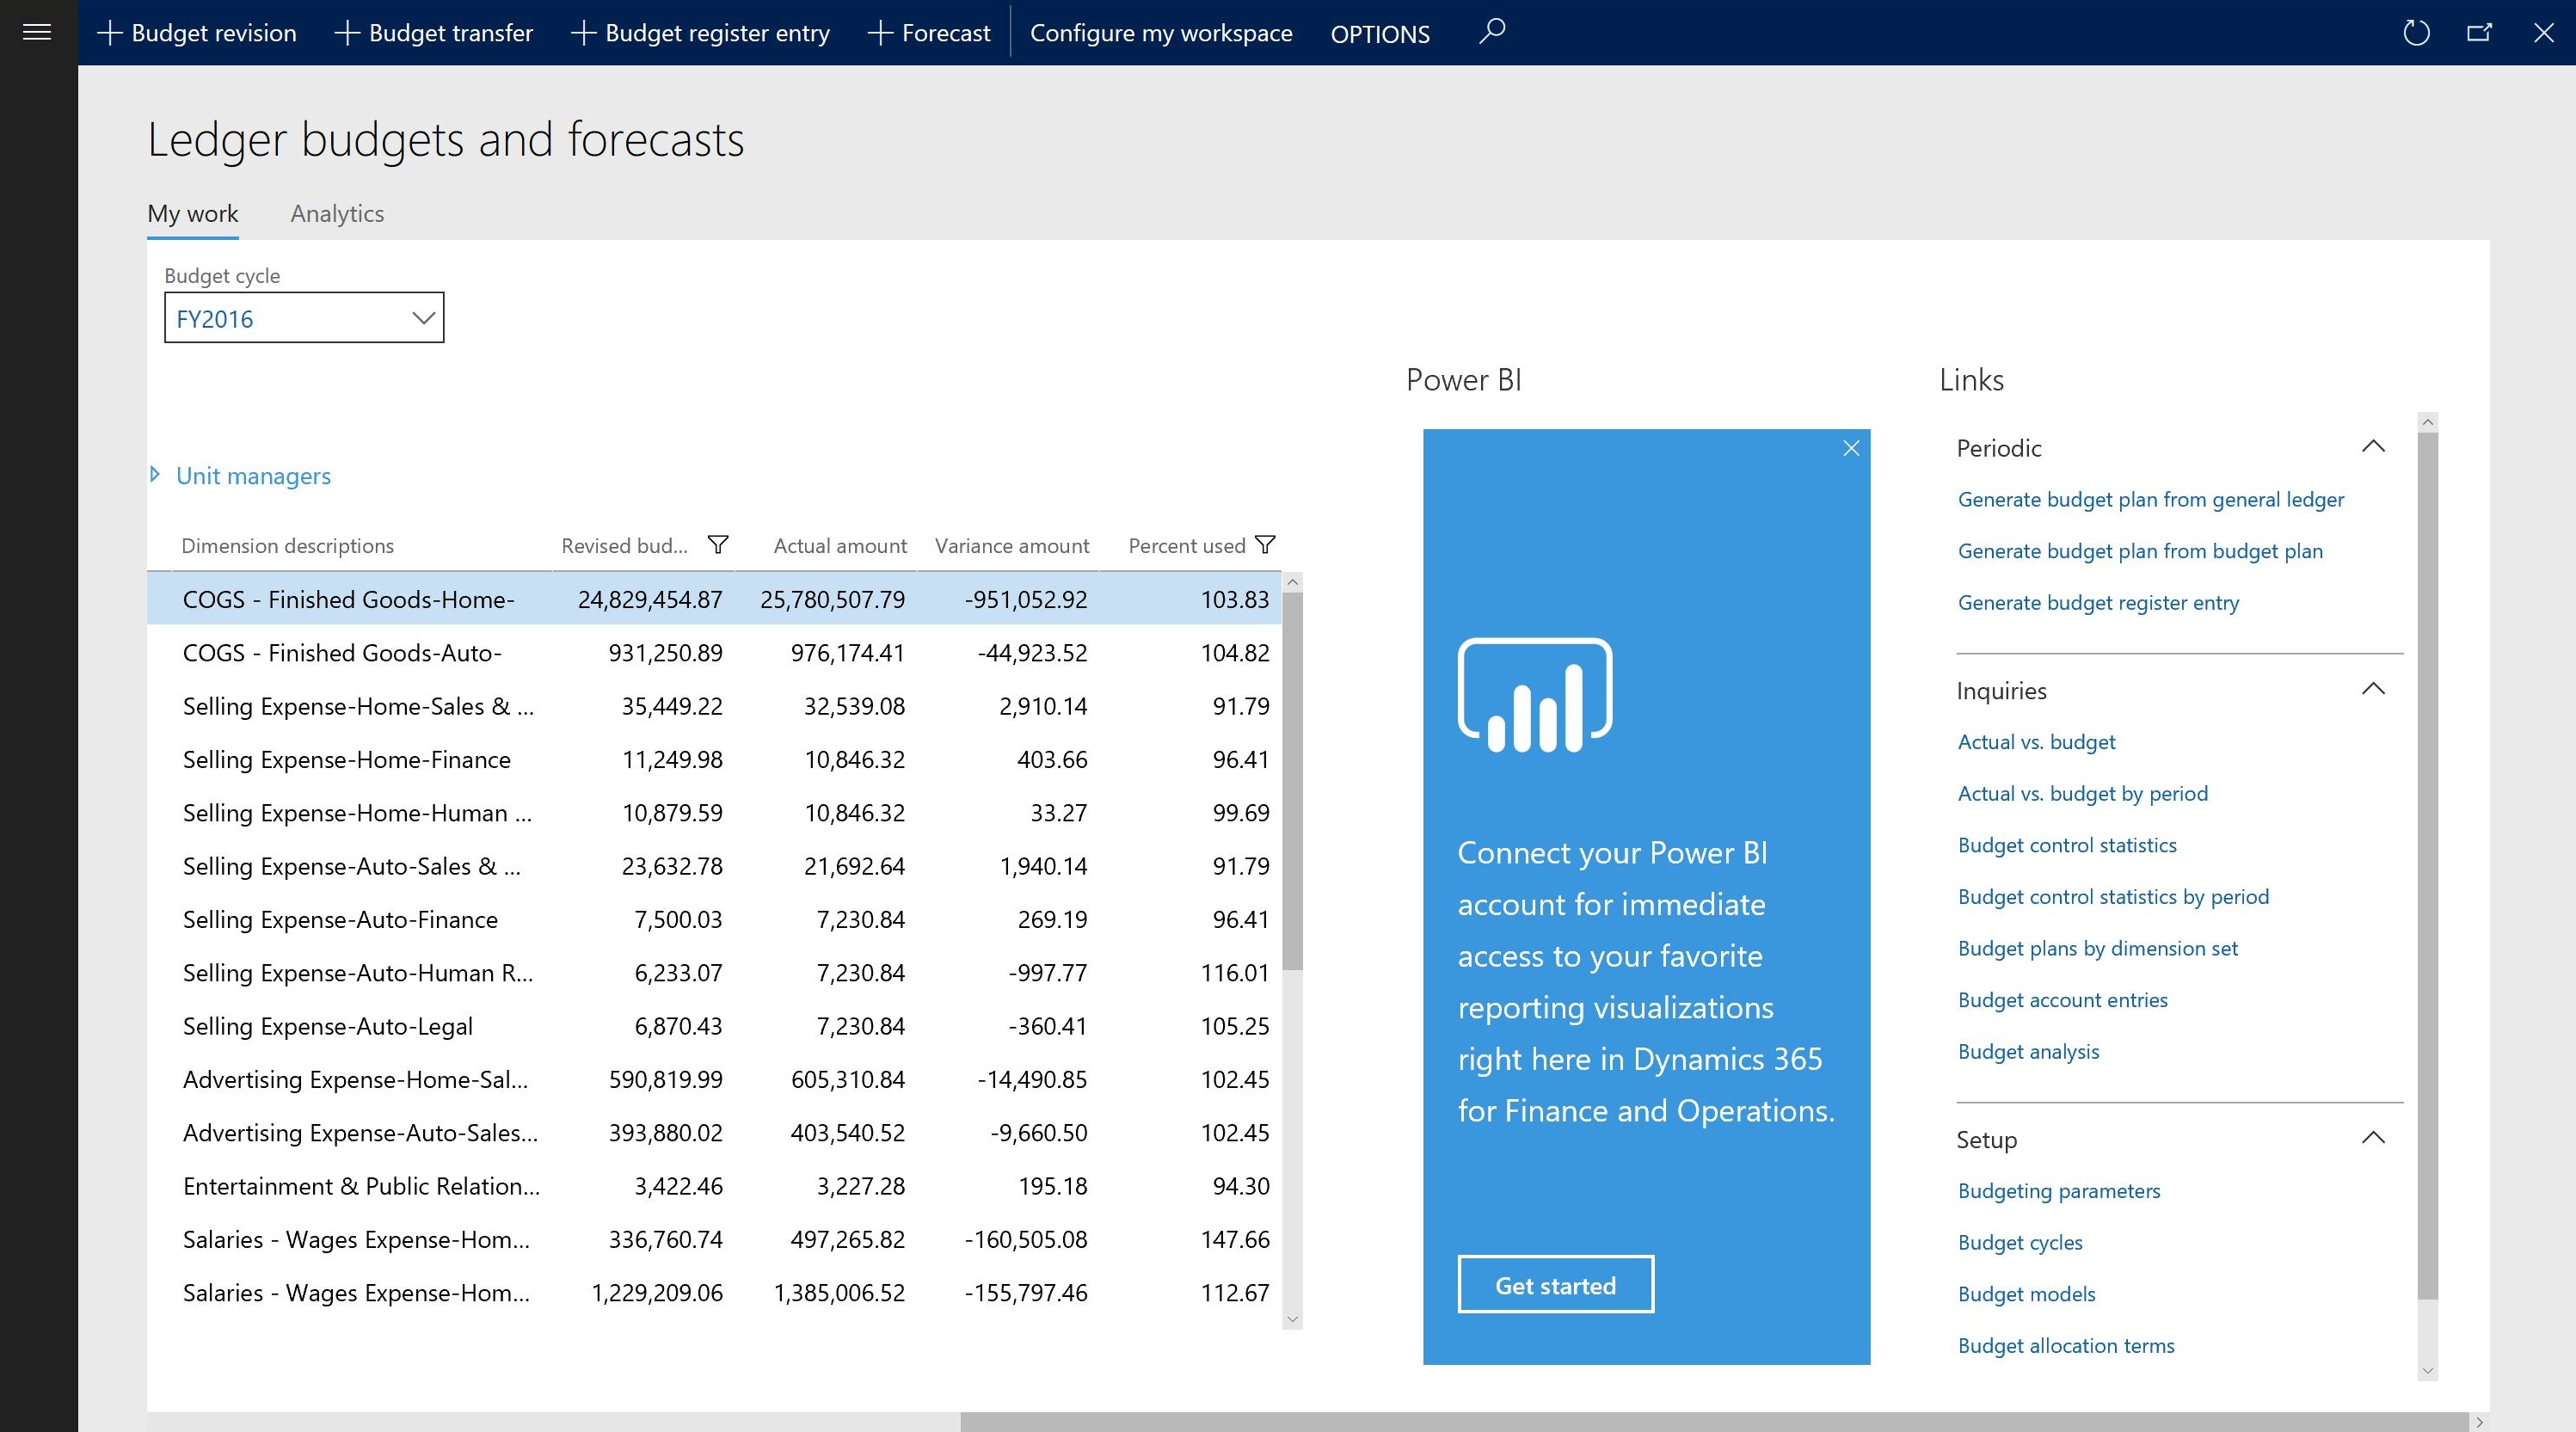 Budget revision Budget transfer Budget register entry Forecast Configure my workspace OPTIONS
Ledger budgets and forecasts
My work Analytics
Budget cycle
FY2016
Unit managers
Dimension descriptions Revised bud... Actual amount Variance amount Percent used
COGS - Finished Goods-Home- 24,829,454.87 25,780,507.79 -951,052.92 103.83
COGS - Finished Goods-Auto- 931,250.89 976,174.41 -44,923.52 104.82
Selling Expense-Home-Sales & ... 35,449.22 32,539.08 2,910.14 91.79
Selling Expense-Home-Finance 11,249.98 10,846.32 403.66 96.41
Selling Expense-Home-Human ... 10,879.59 10,846.32 33.27 99.69
Selling Expense-Auto-Sales & ... 23,632.78 21,692.64 1,940.14 91.79
Selling Expense-Auto-Finance 7,500.03 7,230.84 269.19 96.41
Selling Expense-Auto-Human R... 6,233.07 7,230.84 -997.77 116.01
Selling Expense-Auto-Legal 6,870.43 7,230.84 -360.41 105.25
Advertising Expense-Home-Sal... 590,819.99 605,310.84 -14,490.85 102.45
Advertising Expense-Auto-Sales... 393,880.02 403,540.52 -9,660.50 102.45
Entertainment & Public Relation... 3,422.46 3,227.28 195.18 94.30
Salaries - Wages Expense-Hom... 336,760.74 497,265.82 -160,505.08 147.66
Salaries - Wages Expense-Hom... 1,229,209.06 1,385,006.52 -155,797.46 112.67
Power BI
Connect your Power BI
account for immediate
access to your favorite
reporting visualizations
right here in Dynamics 365
for Finance and Operations.
Get started
Links
Periodic
Generate budget plan from general ledger
Generate budget plan from budget plan
Generate budget register entry
Inquiries
Actual vs. budget
Actual vs. budget by period
Budget control statistics
Budget control statistics by period
Budget plans by dimension set
Budget account entries
Budget analysis
Setup
Budgeting parameters
Budget cycles
Budget models
Budget allocation terms